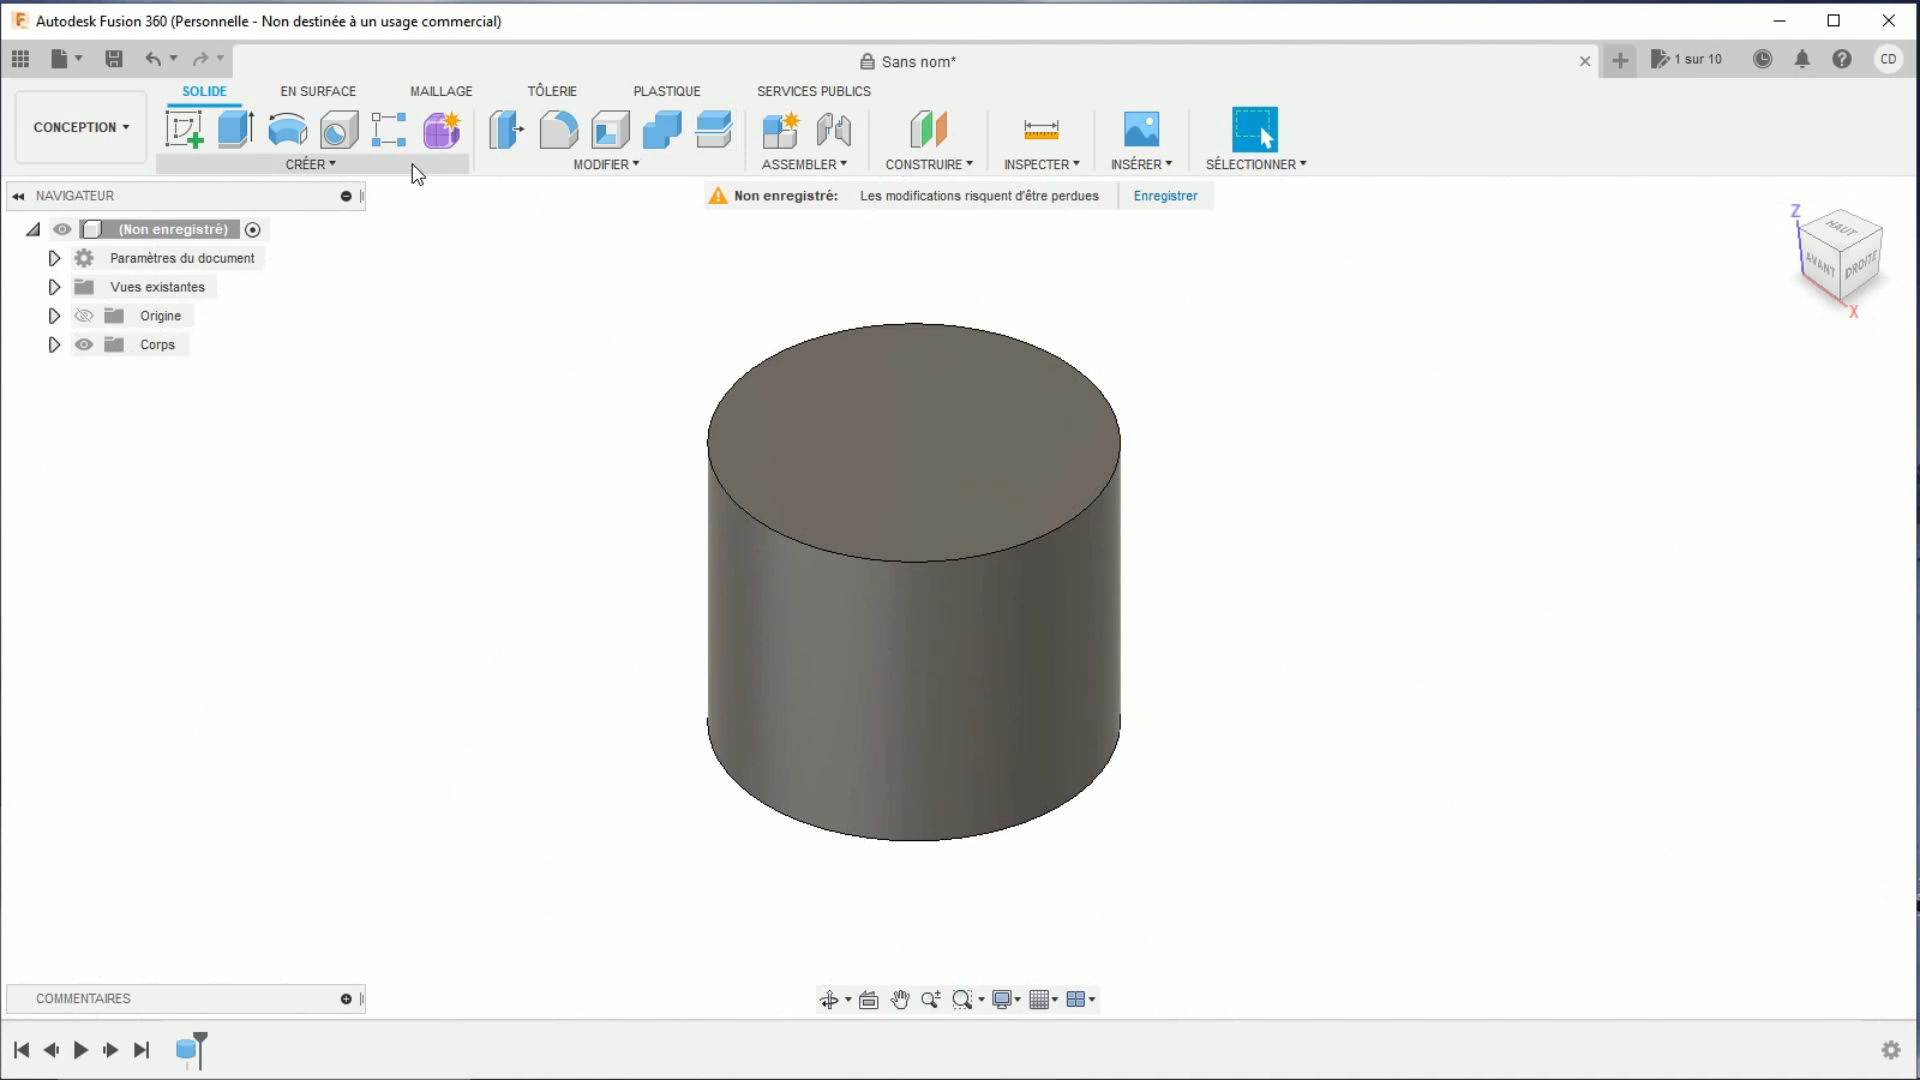 Autodesk Fusion 360 (Personnelle - Non destinée à un usage commercial)
Sans nom*
1 sur 10
CD
CONCEPTION
SOLIDE
EN SURFACE
MAILLAGE
TÔLERIE
PLASTIQUE
SERVICES PUBLICS
CRÉER
MODIFIER
ASSEMBLER
CONSTRUIRE
INSPECTER
INSÉRER
SÉLECTIONNER
NAVIGATEUR
Non enregistré: Les modifications risquent d'être perdues Enregistrer
(Non enregistré)
Paramètres du document
Vues existantes
Origine
Corps
Z
HAUT
AVANT
DROITE
X
COMMENTAIRES